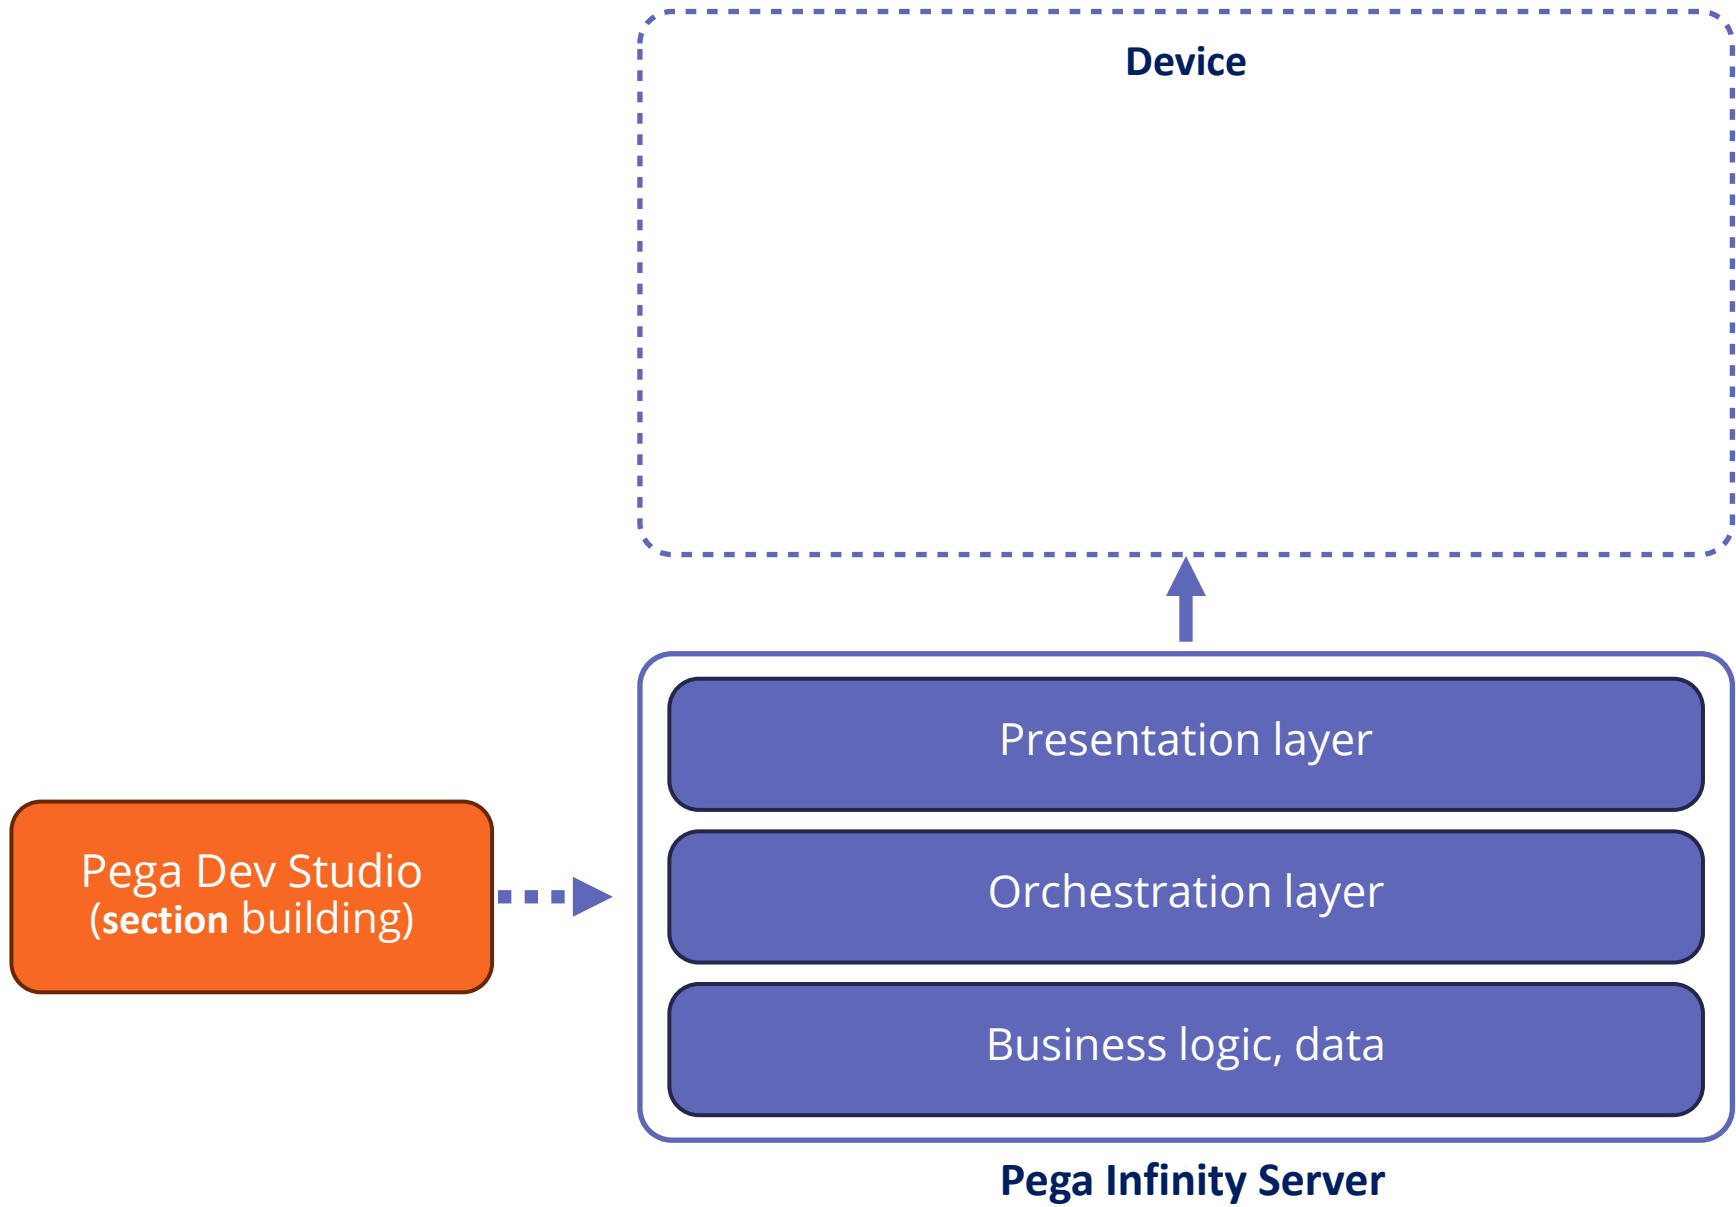 Device
Presentation layer
Pega Dev Studio
(section building)
Orchestration layer
Business logic, data
Pega Infinity Server